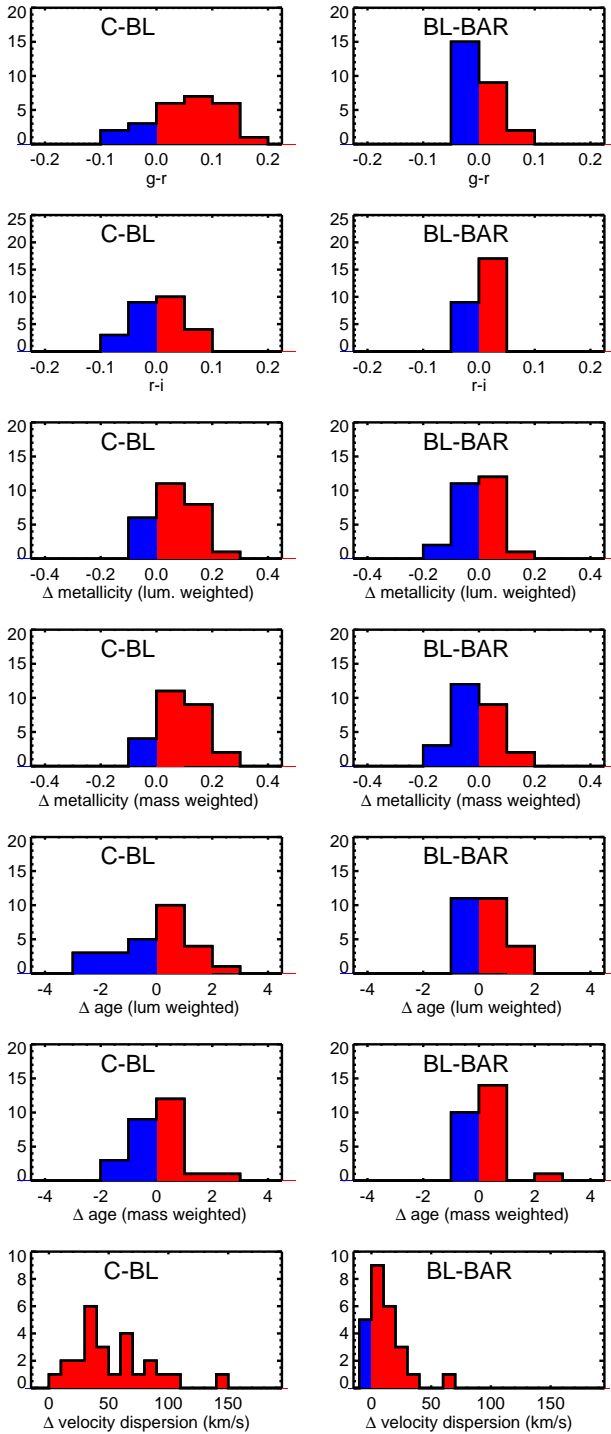 C-BL BL-BAR
20 20
15 15
10 10
5 5
0 0
-0.2 -0.1 0.0 0.1 0.2 -0.2 -0.1 0.0 0.1 0.2
g-r g-r
25 25
20 20
C-BL BL-BAR
15 15
10 10
5 5
0 0
-0.2 -0.1 0.0 0.1 0.2 -0.2 -0.1 0.0 0.1 0.2
r-i r-i
20 20
C-BL BL-BAR
15 15
10 10
5 5
0 0
-0.4 -0.2 0.0 0.2 0.4 -0.4 -0.2 0.0 0.2 0.4
Δ metallicity (lum. weighted) Δ metallicity (lum. weighted)
20 20
C-BL BL-BAR
15 15
10 10
5 5
0 0
-0.4 -0.2 0.0 0.2 0.4 -0.4 -0.2 0.0 0.2 0.4
Δ metallicity (mass weighted) Δ metallicity (mass weighted)
20 20
C-BL BL-BAR
15 15
10 10
5 5
0 0
-4 -2 0 2 4 -4 -2 0 2 4
Δ age (lum weighted) Δ age (lum weighted)
20 20
C-BL BL-BAR
15 15
10 10
5 5
0 0
-4 -2 0 2 4 -4 -2 0 2 4
Δ age (mass weighted) Δ age (mass weighted)
10 10
C-BL BL-BAR
8 8
6 6
4 4
2 2
0 0
0 50 100 150 0 50 100 150
Δ velocity dispersion (km/s) Δ velocity dispersion (km/s)